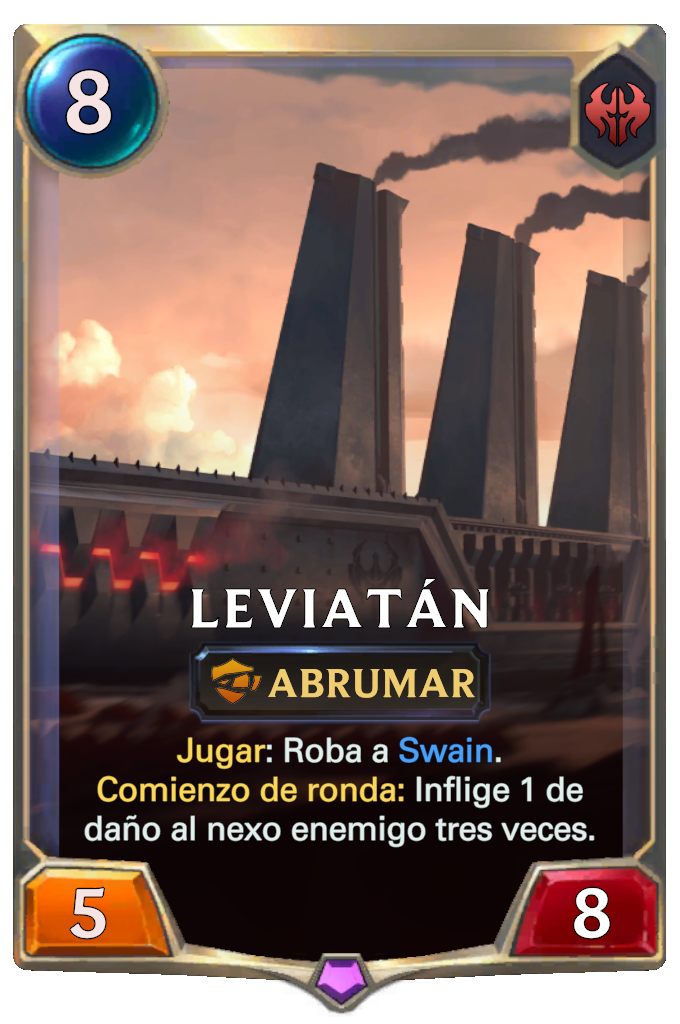 8
LEVIATÁN
ABRUMAR
Jugar: Roba a Swain.
Comienzo de ronda: Inflige 1 de
daño al nexo enemigo tres veces.
5
8